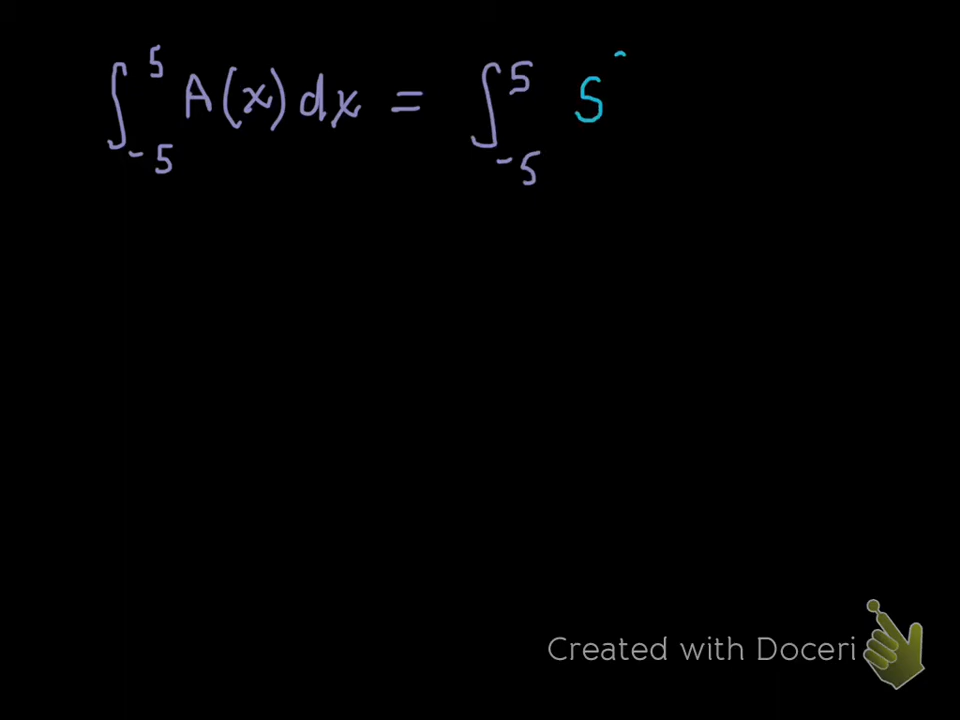 ∫_{-5}^{5} A(x) dx = ∫_{-5}^{5} S
Created with Doceri